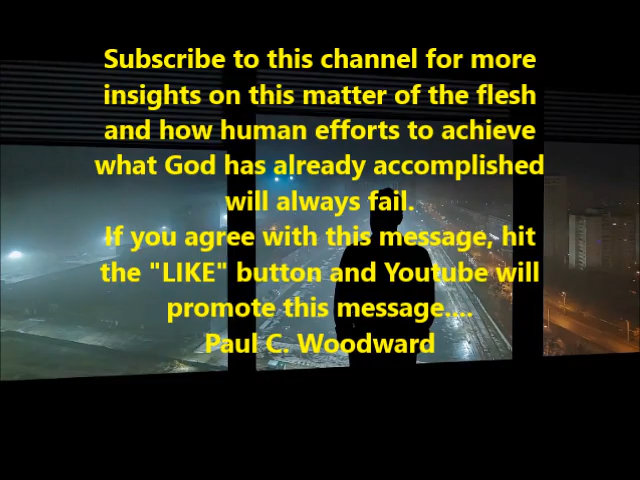 Subscribe to this channel for more
insights on this matter of the flesh
and how human efforts to achieve
what God has already accomplished
will always fail.
If you agree with this message, hit
the "LIKE" button and Youtube will
promote this message....
Paul C. Woodward